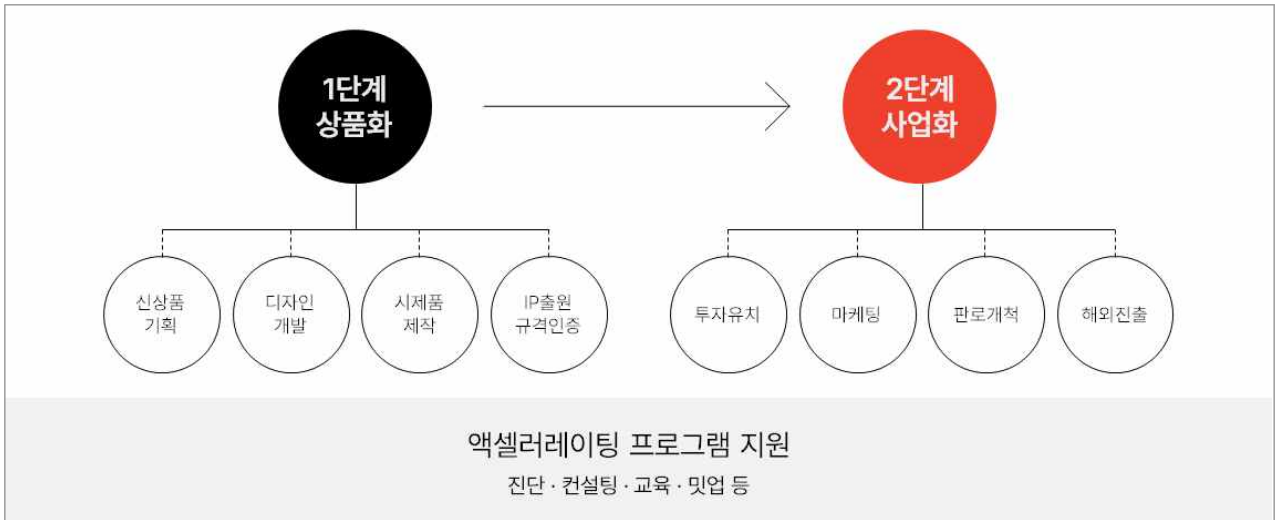 1단계
상품화
2단계
사업화
신상품
기획
디자인
개발
시제품
제작
IP출원
규격인증
투자유치
마케팅
판로개척
해외진출
액셀러레이팅 프로그램 지원
진단 · 컨설팅 · 교육 · 밋업 등